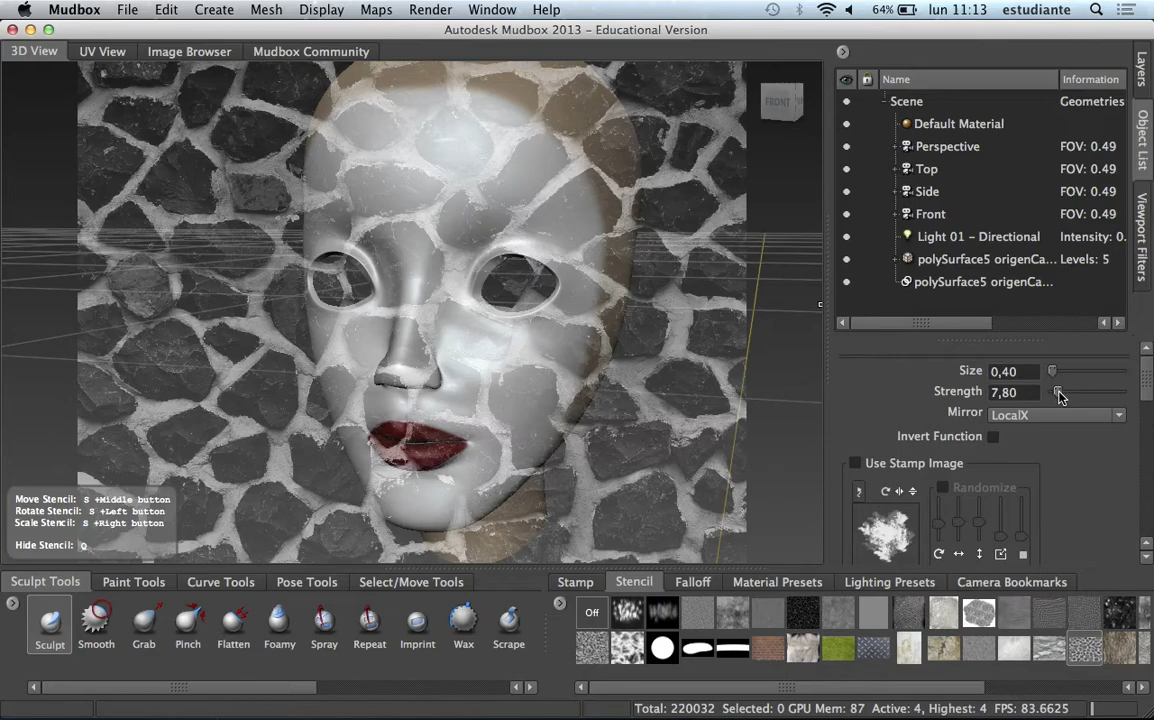 Mudbox File Edit Create Mesh Display Maps Render Window Help 64% lun 11:13 estudiante
Autodesk Mudbox 2013 – Educational Version
3D View UV View Image Browser Mudbox Community
FRONT
Name Information
Scene Geometries
Default Material
Perspective FOV: 0.49
Top FOV: 0.49
Side FOV: 0.49
Front FOV: 0.49
Light 01 – Directional Intensity: 0.
polySurface5 origenCa... Levels: 5
polySurface5 origenCa...
Layers
Object List
Viewport Filters
Size 0,40
Strength 7,80
Mirror LocalX
Invert Function
Use Stamp Image
Randomize
Move Stencil: S +Middle button
Rotate Stencil: S +Left button
Scale Stencil: S +Right button
Hide Stencil: Q
Sculpt Tools Paint Tools Curve Tools Pose Tools Select/Move Tools
Sculpt Smooth Grab Pinch Flatten Foamy Spray Repeat Imprint Wax Scrape
Stamp Stencil Falloff Material Presets Lighting Presets Camera Bookmarks
Off
Total: 220032 Selected: 0 GPU Mem: 87 Active: 4, Highest: 4 FPS: 83.6625